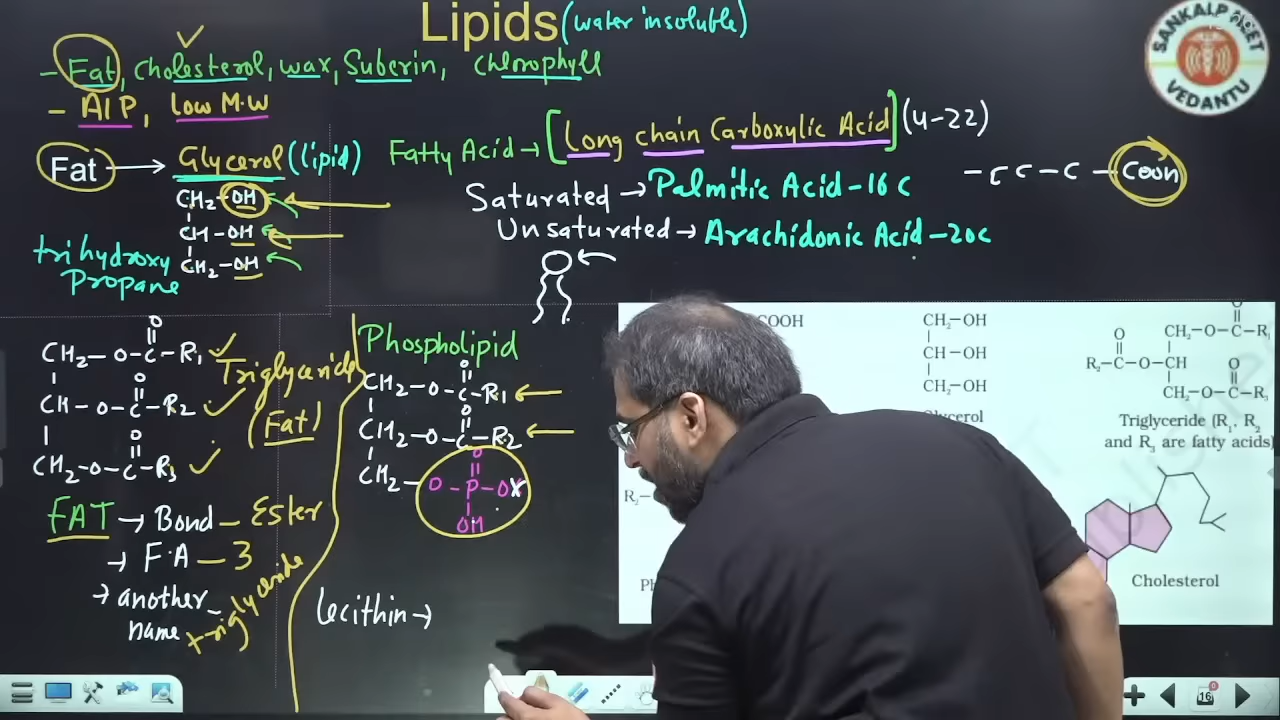 Lipids (water insoluble)
SANKALP NEET
VEDANTU
- Fat, Cholesterol, wax, Suberin, chlorophyll
- AIP, low M.W
Fat → Glycerol (lipid)
Fatty Acid → [Long chain Carboxylic Acid] (4-22)
CH₂-OH
CH-OH
CH₂-OH
trihydroxy
Propane
Saturated → Palmitic Acid - 16 C
Unsaturated → Arachidonic Acid - 20C
CH₂-O-C-R₁
O
CH-O-C-R2
O
CH₂-O-C-R₃
O
Triglyceride
(Fat)
FAT → Bond - Ester
→ F.A - 3
→ another name - triglyceride
Phospholipid
CH₂-O-C-R₁
O
CH₂-O-C-R2
O
CH₂-O-P-O
O
OH
lecithin →
COOH
CH₂-OH
CH-OH
CH₂-OH
Glycerol
O
CH₂-O-C-R₁
R₂-C-O-CH
O
CH₂-O-C-R₃
Triglyceride (R₁, R₂
and R₃ are fatty acids)
Cholesterol
16